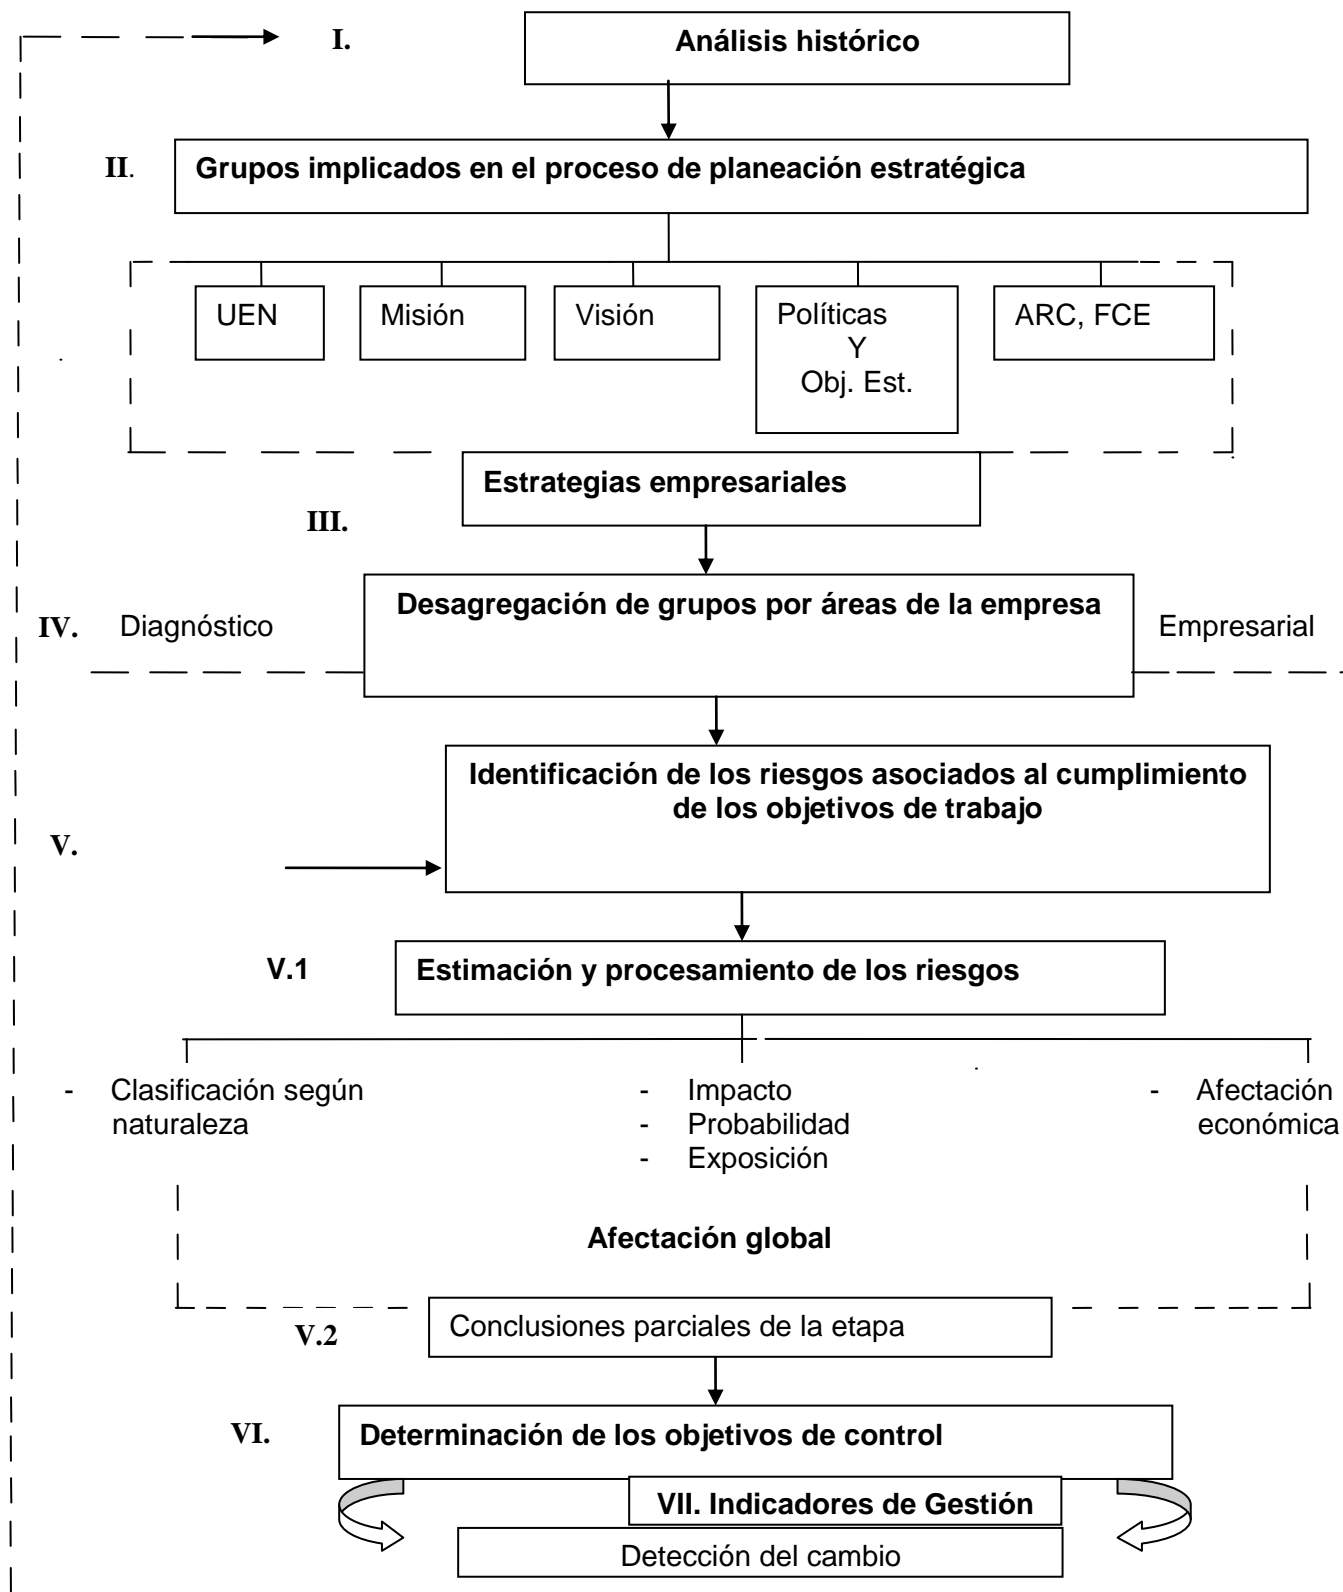 I. Análisis histórico
II. Grupos implicados en el proceso de planeación estratégica
UEN
Misión
Visión
Políticas
Y
Obj. Est.
ARC, FCE
Estrategias empresariales
III.
Desagregación de grupos por áreas de la empresa
IV. Diagnóstico
Empresarial
Identificación de los riesgos asociados al cumplimiento
de los objetivos de trabajo
V.
V.1 Estimación y procesamiento de los riesgos
- Clasificación según
naturaleza
- Impacto
- Probabilidad
- Exposición
- Afectación
económica
Afectación global
V.2 Conclusiones parciales de la etapa
VI. Determinación de los objetivos de control
VII. Indicadores de Gestión
Detección del cambio